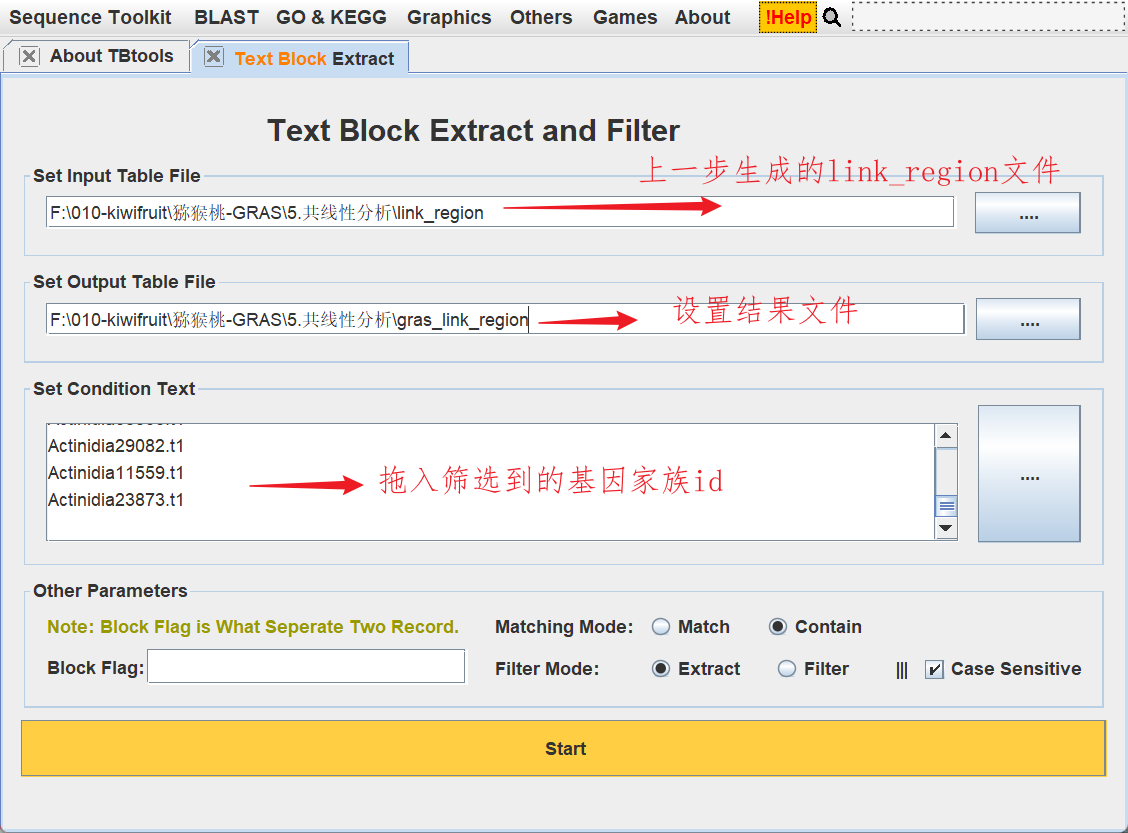 Sequence Toolkit BLAST GO & KEGG Graphics Others Games About !Help
About TBtools Text Block Extract
Text Block Extract and Filter
上一步生成的link_region文件
Set Input Table File
F:\010-kiwifruit\猕猴桃-GRAS\5.共线性分析\link_region
....
Set Output Table File
设置结果文件
F:\010-kiwifruit\猕猴桃-GRAS\5.共线性分析\gras_link_region
....
Set Condition Text
Actinidia29082.t1
Actinidia11559.t1
拖入筛选到的基因家族id
....
Actinidia23873.t1
Other Parameters
Note: Block Flag is What Seperate Two Record. Matching Mode: Match Contain
Block Flag: Filter Mode: Extract Filter ||| Case Sensitive
Start